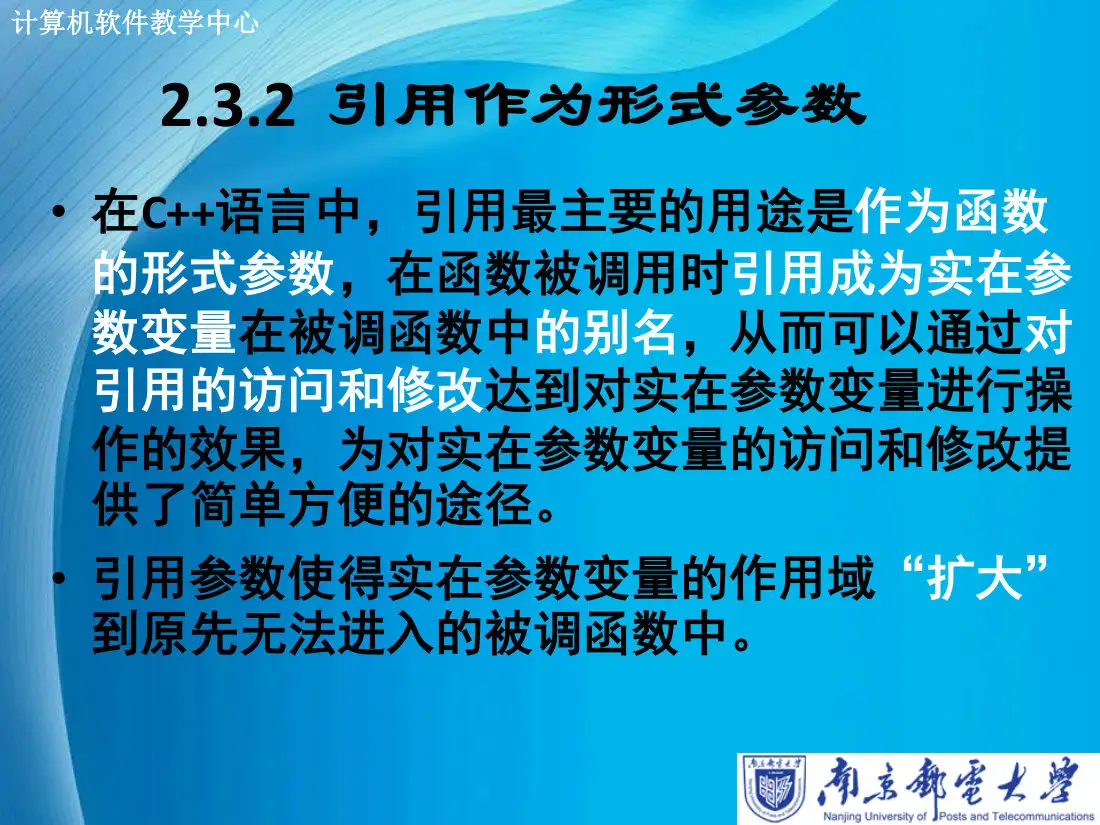 计算机软件教学中心
2.3.2 引用作为形式参数
• 在C++语言中，引用最主要的用途是作为函数
的形式参数，在函数被调用时引用成为实在参
数变量在被调函数中的别名，从而可以通过对
引用的访问和修改达到对实在参数变量进行操
作的效果，为对实在参数变量的访问和修改提
供了简单方便的途径。
• 引用参数使得实在参数变量的作用域“扩大”
到原先无法进入的被调函数中。
南京郵電大學
Nanjing University of Posts and Telecommunications